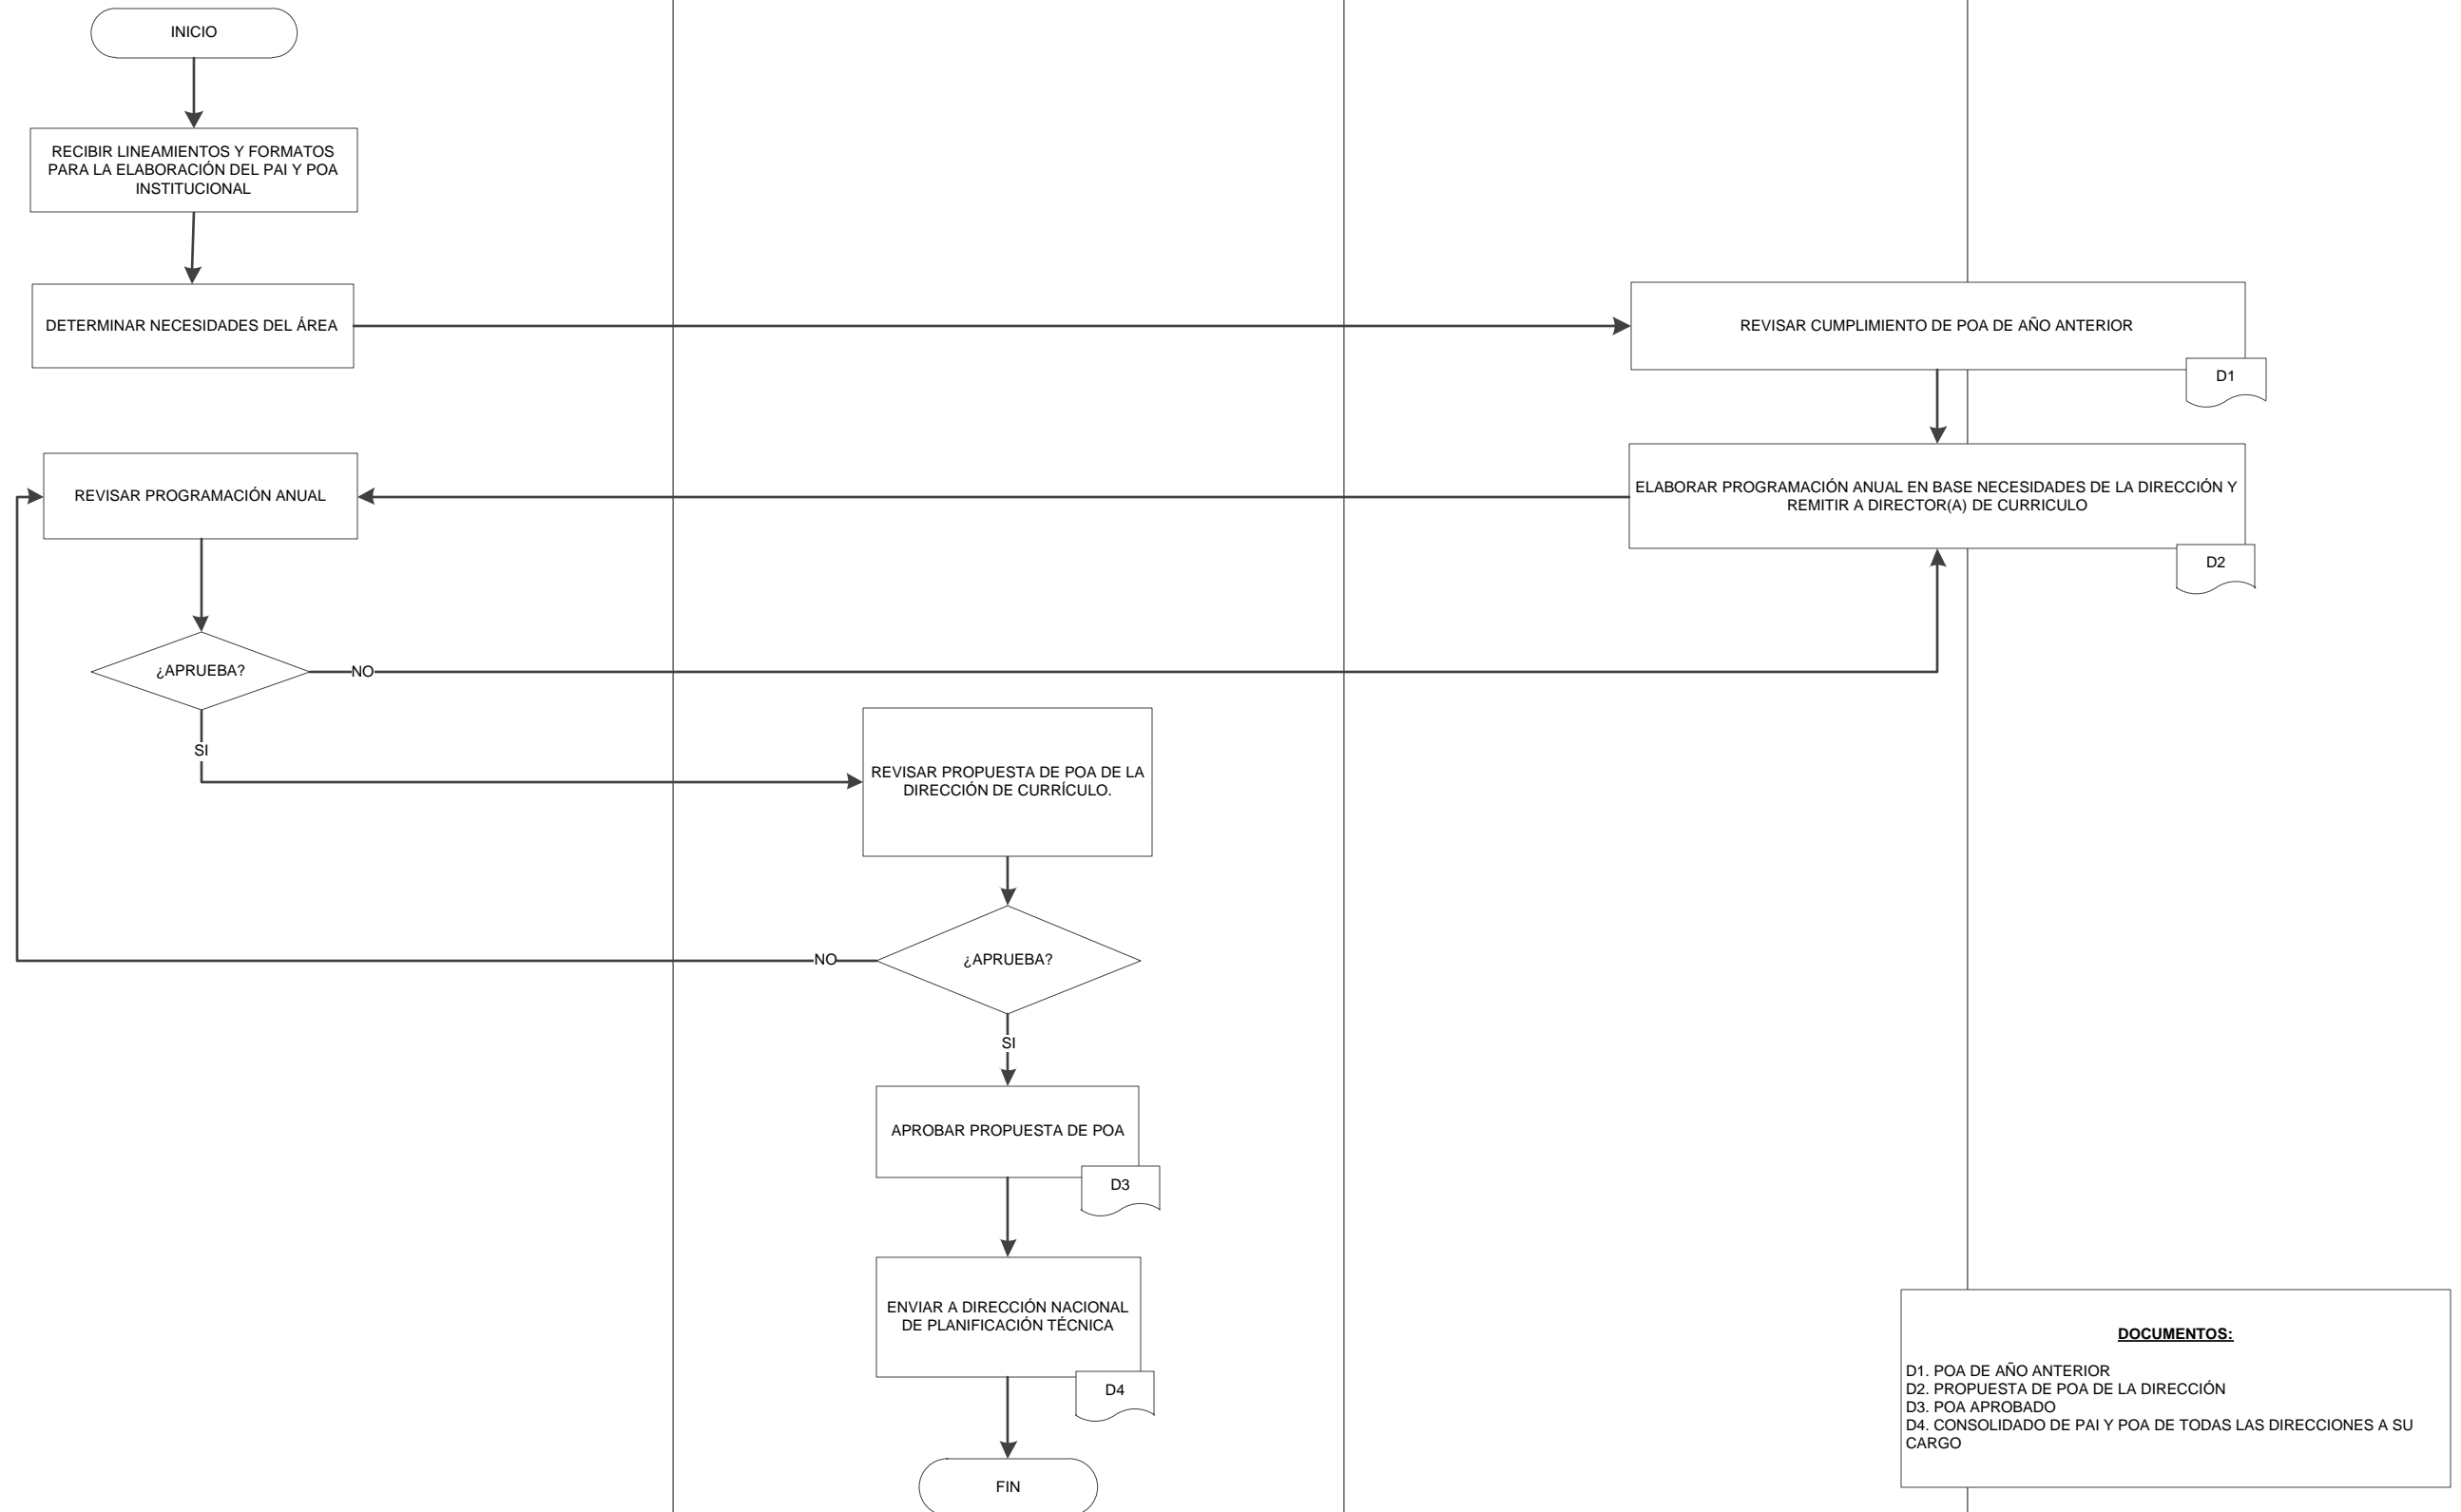 INICIO
RECIBIR LINEAMIENTOS Y FORMATOS
PARA LA ELABORACIÓN DEL PAI Y POA
INSTITUCIONAL
DETERMINAR NECESIDADES DEL ÁREA
REVISAR CUMPLIMIENTO DE POA DE AÑO ANTERIOR
D1
REVISAR PROGRAMACIÓN ANUAL
ELABORAR PROGRAMACIÓN ANUAL EN BASE NECESIDADES DE LA DIRECCIÓN Y
REMITIR A DIRECTOR(A) DE CURRICULO
D2
¿APRUEBA?
NO
SI
REVISAR PROPUESTA DE POA DE LA
DIRECCIÓN DE CURRÍCULO.
NO
¿APRUEBA?
SI
APROBAR PROPUESTA DE POA
D3
ENVIAR A DIRECCIÓN NACIONAL
DE PLANIFICACIÓN TÉCNICA
D4
FIN
DOCUMENTOS:
D1. POA DE AÑO ANTERIOR
D2. PROPUESTA DE POA DE LA DIRECCIÓN
D3. POA APROBADO
D4. CONSOLIDADO DE PAI Y POA DE TODAS LAS DIRECCIONES A SU
CARGO